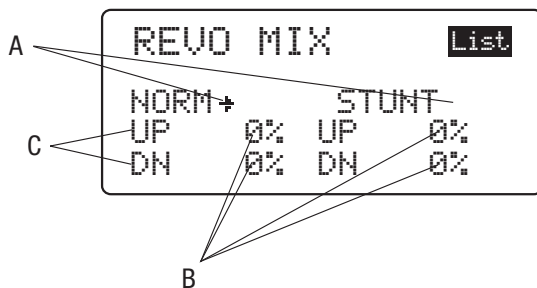 REVO MIX List
A
NORM STUNT
UP 0% UP 0%
C
DN 0% DN 0%
B